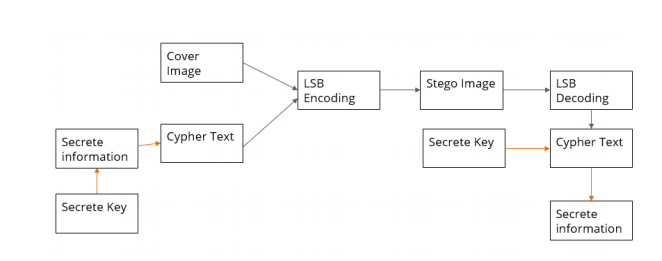 Cover
Image
LSB
Encoding
Stego Image
LSB
Decoding
Secrete
information
Cypher Text
Secrete Key
Cypher Text
Secrete Key
Secrete
information